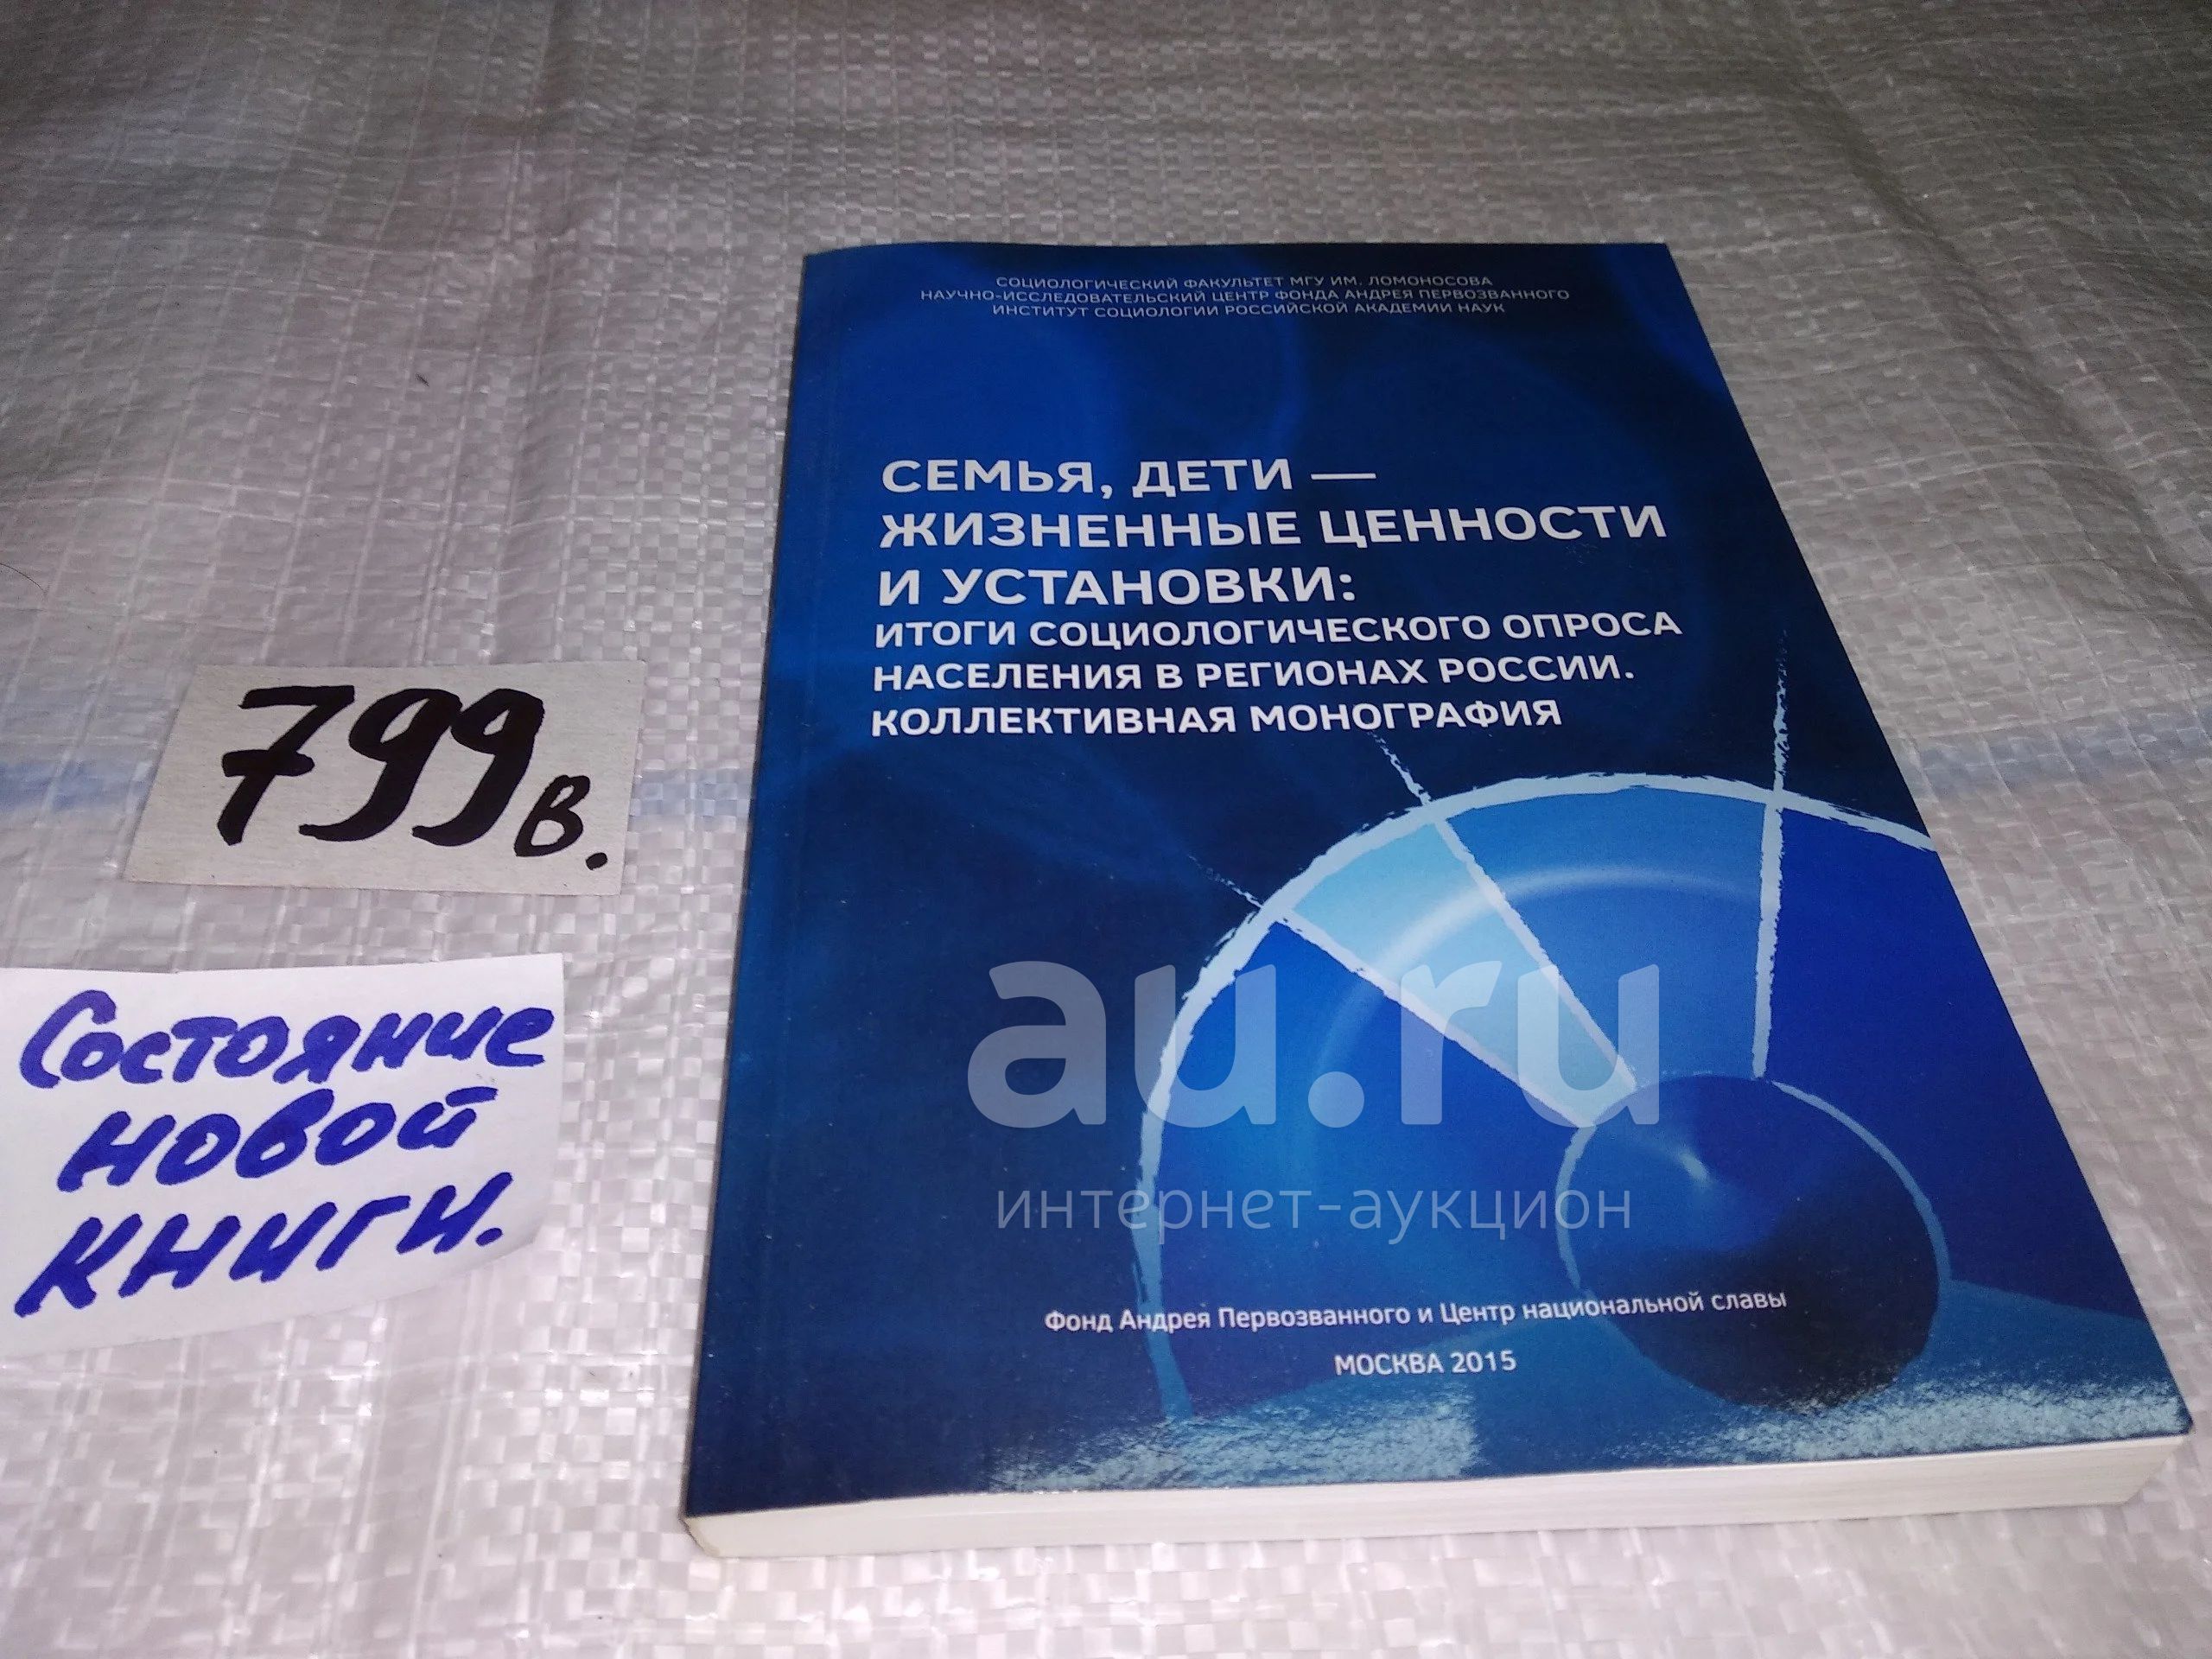 СОЦИОЛОГИЧЕСКИЙ ФАКУЛЬТЕТ МГУ ИМ. ЛОМОНОСОВА
НАУЧНО-ИССЛЕДОВАТЕЛЬСКИЙ ЦЕНТР ФОНДА АНДРЕЯ ПЕРВОЗВАННОГО
ИНСТИТУТ СОЦИОЛОГИИ РОССИЙСКОЙ АКАДЕМИИ НАУК
СЕМЬЯ, ДЕТИ —
ЖИЗНЕННЫЕ ЦЕННОСТИ
И УСТАНОВКИ:
ИТОГИ СОЦИОЛОГИЧЕСКОГО ОПРОСА
НАСЕЛЕНИЯ В РЕГИОНАХ РОССИИ.
КОЛЛЕКТИВНАЯ МОНОГРАФИЯ
799в.
Состояние
новой
книги.
au.ru
интернет-аукцион
Фонд Андрея Первозванного и Центр национальной славы
МОСКВА 2015